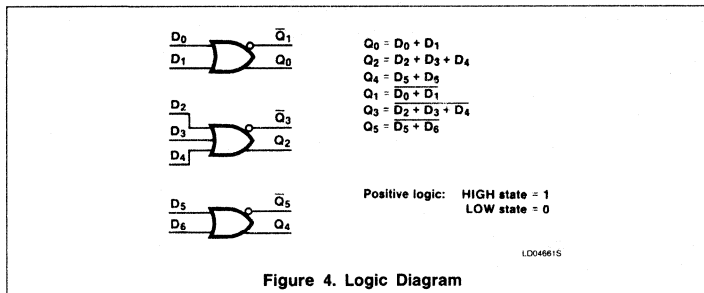 D0
D1
Q̅1
Q0
D2
D3
D4
Q̅3
Q2
D5
D6
Q̅5
Q4
Q0 = D0 + D1
Q2 = D2 + D3 + D4
Q4 = D5 + D6
Q1 = D̅0̅ ̅+̅ ̅D̅1̅
Q3 = D̅2̅ ̅+̅ ̅D̅3̅ ̅+̅ ̅D̅4̅
Q5 = D̅5̅ ̅+̅ ̅D̅6̅
Positive logic: HIGH state = 1
LOW state = 0
LD04661S
Figure 4. Logic Diagram